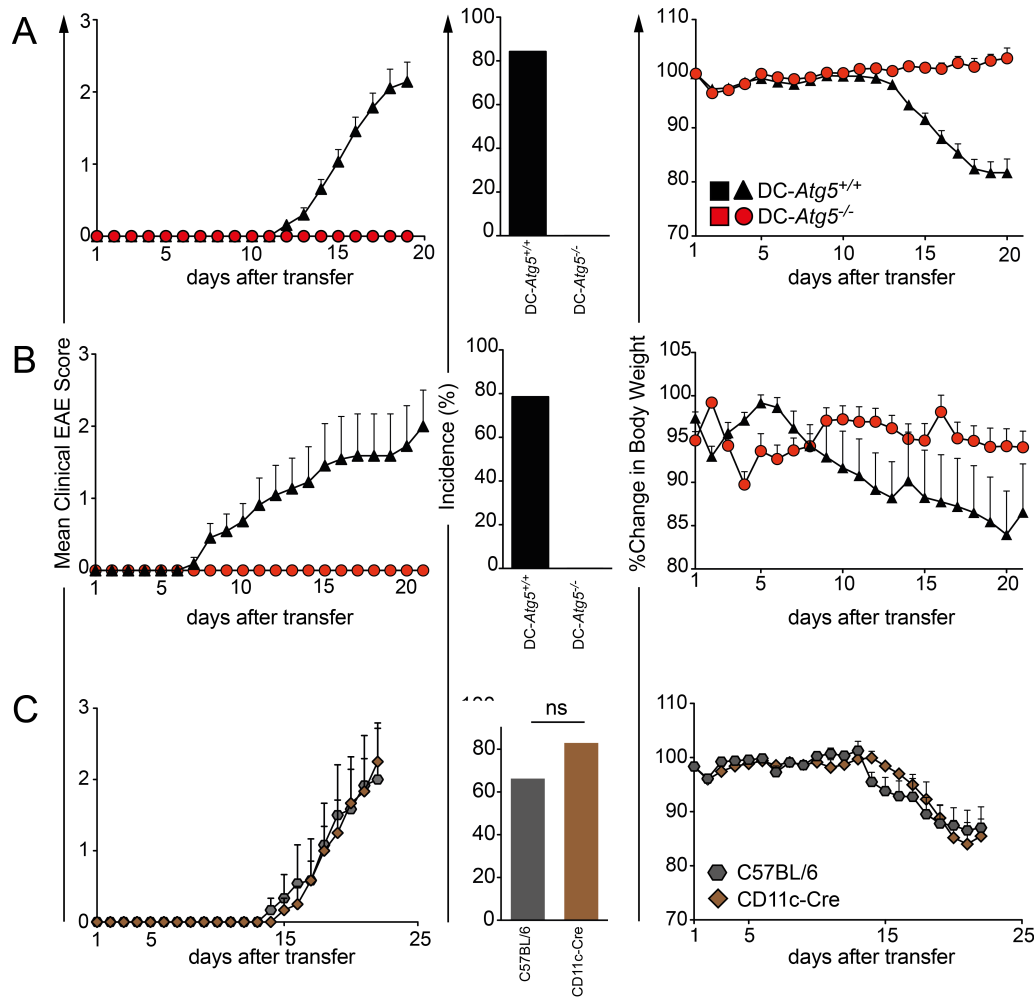 A
Mean Clinical EAE Score
3
2
1
0
1 5 10 15 20
days after transfer
Incidence (%)
100
80
60
40
20
0
DC-Atg5+/+
DC-Atg5-/-
%Change in Body Weight
110
100
90
80
70
1 5 10 15 20
days after transfer
DC-Atg5+/+
DC-Atg5-/-
B
3
2
1
0
1 5 10 15 20
days after transfer
100
80
60
40
20
0
DC-Atg5+/+
DC-Atg5-/-
105
100
95
90
85
80
1 5 10 15 20
days after transfer
C
3
2
1
0
1 5 15 25
days after transfer
ns
80
60
40
20
0
C57BL/6
CD11c-Cre
110
100
90
80
70
1 5 15 25
days after transfer
C57BL/6
CD11c-Cre